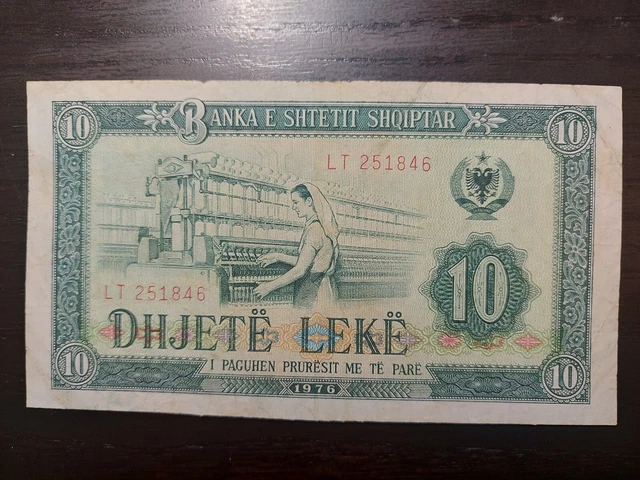 10 BANKA E SHTETIT SHQIPTAR 10
LT 251846
10
LT 251846
DHJETË LEKË
I PAGUHEN PRURËSIT ME TË PARË
10 1976 10